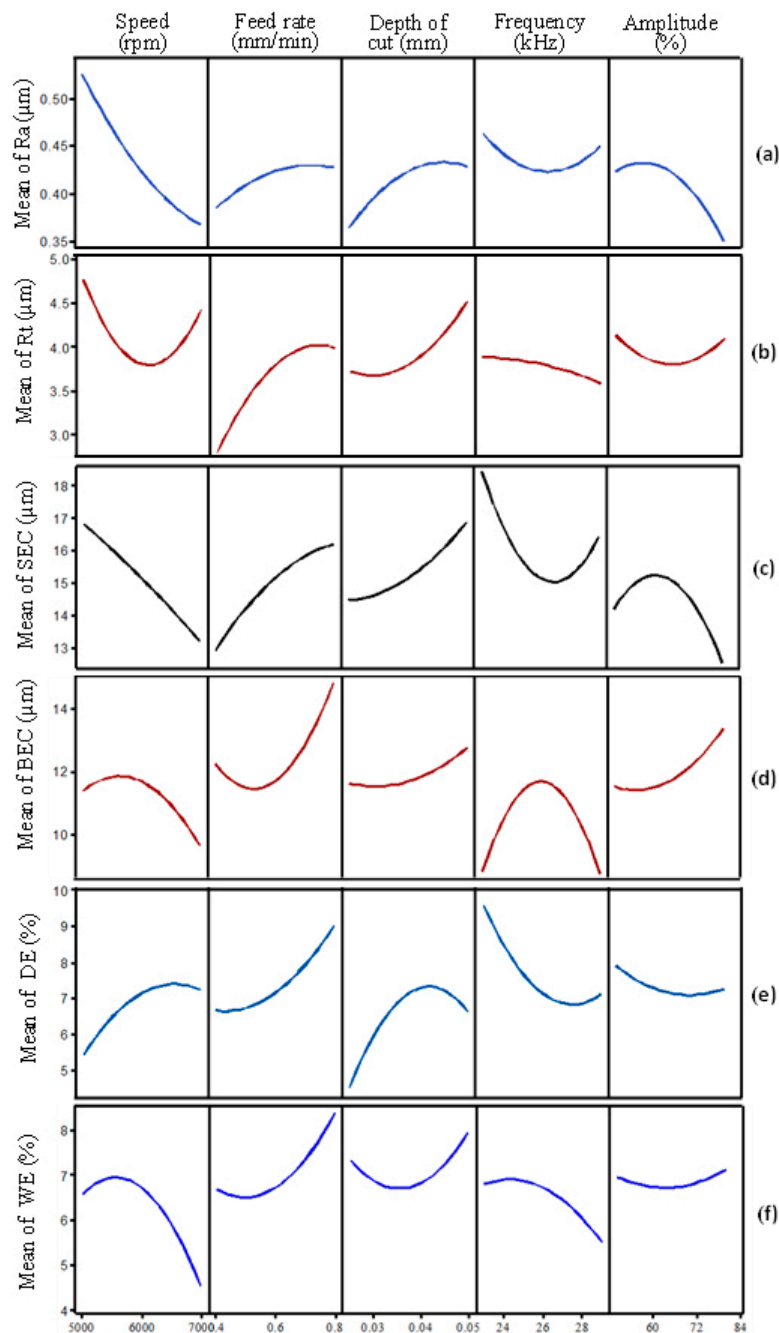 Speed Feed rate Depth of Frequency Amplitude
(rpm) (mm/min) cut (mm) (kHz) (%)
Mean of Ra (μm)
0.50
0.45
0.40
0.35
(a)
Mean of Rt (μm)
5.0
4.5
4.0
3.5
3.0
(b)
Mean of SEC (μm)
18
17
16
15
14
13
(c)
Mean of BEC (μm)
14
12
10
(d)
Mean of DE (%)
10
9
8
7
6
5
(e)
Mean of WE (%)
8
7
6
5
4
(f)
5000 6000 7000 0.4 0.6 0.8 0.03 0.04 0.05 24 26 28 60 72 84